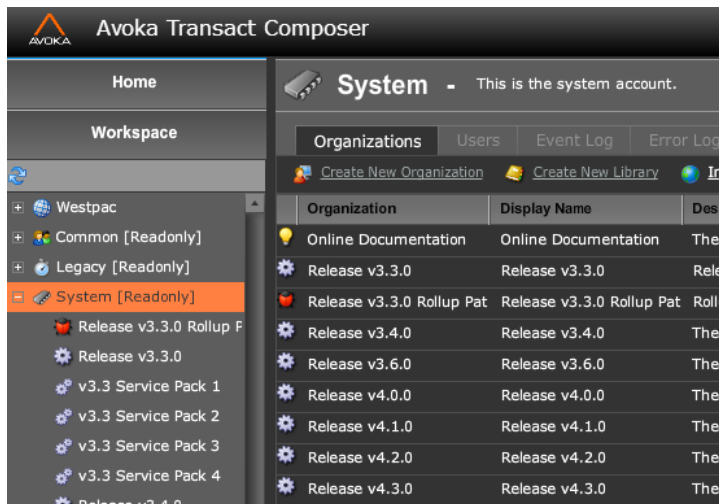 AVOKA
Avoka Transact Composer
Home
Workspace
Westpac
Common [Readonly]
Legacy [Readonly]
System [Readonly]
Release v3.3.0 Rollup P
Release v3.3.0
v3.3 Service Pack 1
v3.3 Service Pack 2
v3.3 Service Pack 3
v3.3 Service Pack 4
Release v3.4.0
System - This is the system account.
Organizations Users Event Log Error Log
Create New Organization Create New Library
Organization Display Name Des
Online Documentation Online Documentation The
Release v3.3.0 Release v3.3.0 Rele
Release v3.3.0 Rollup Pat Release v3.3.0 Rollup Pat Roll
Release v3.4.0 Release v3.4.0 The
Release v3.6.0 Release v3.6.0 The
Release v4.0.0 Release v4.0.0 The
Release v4.1.0 Release v4.1.0 The
Release v4.2.0 Release v4.2.0 The
Release v4.3.0 Release v4.3.0 The